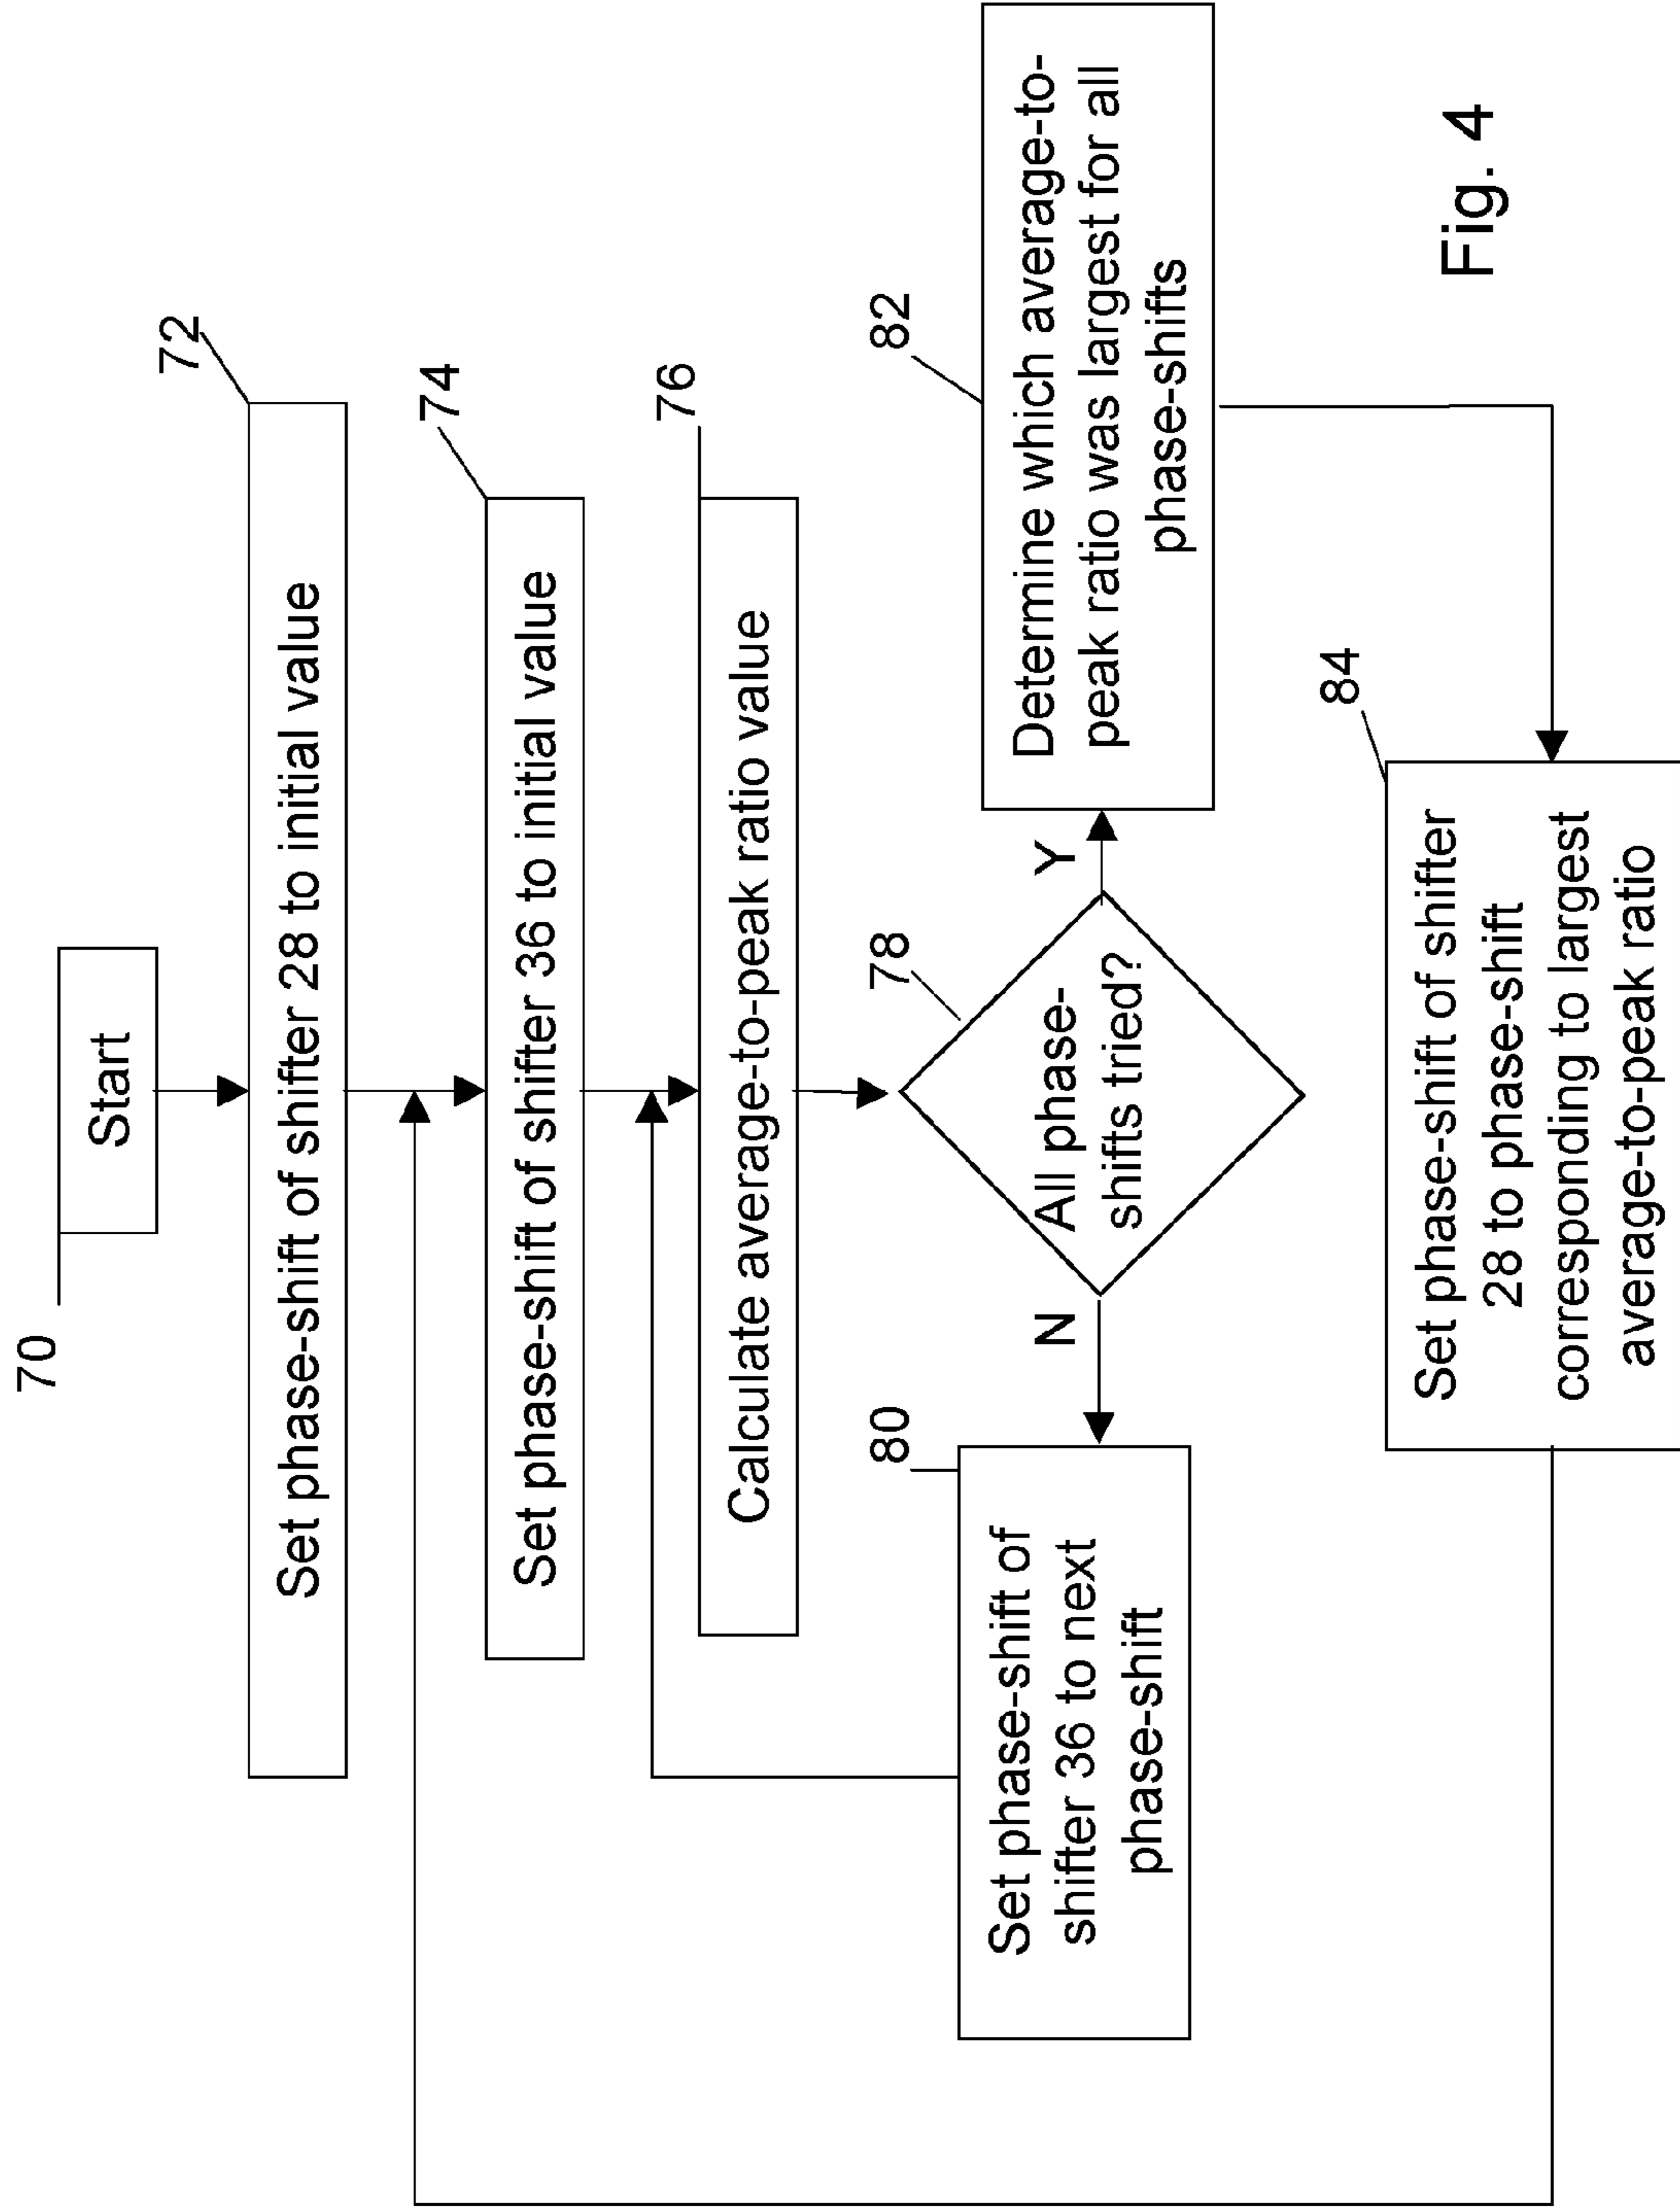 70
Start
72
Set phase-shift of shifter 28 to initial value
74
Set phase-shift of shifter 36 to initial value
76
Calculate average-to-peak ratio value
78
All phase-
shifts tried?
N
Y
80
Set phase-shift of
shifter 36 to next
phase-shift
82
Determine which average-to-
peak ratio was largest for all
phase-shifts
84
Set phase-shift of shifter
28 to phase-shift
corresponding to largest
average-to-peak ratio
Fig. 4